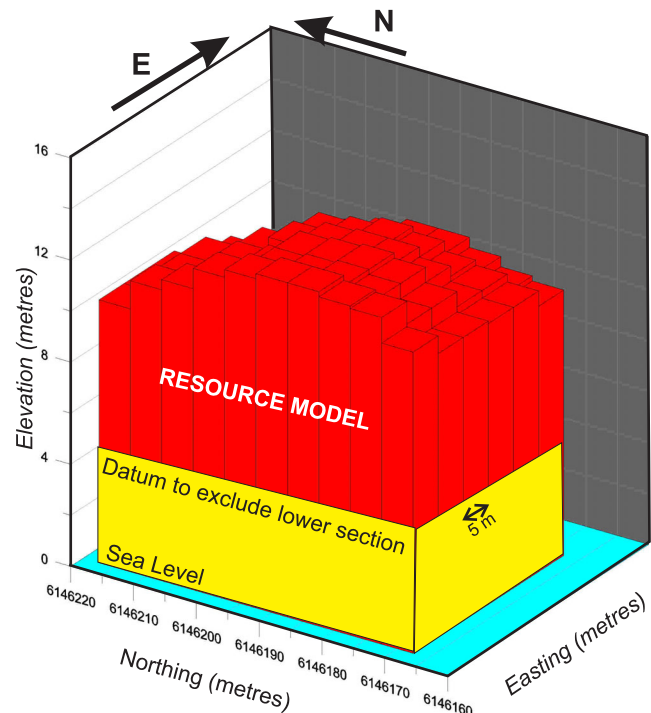 E
N
16
12
8
4
0
Elevation (metres)
RESOURCE MODEL
Datum to exclude lower section
5 m
Sea Level
6146220
6146210
6146200
6146190
6146180
6146170
6146160
Northing (metres)
Easting (metres)